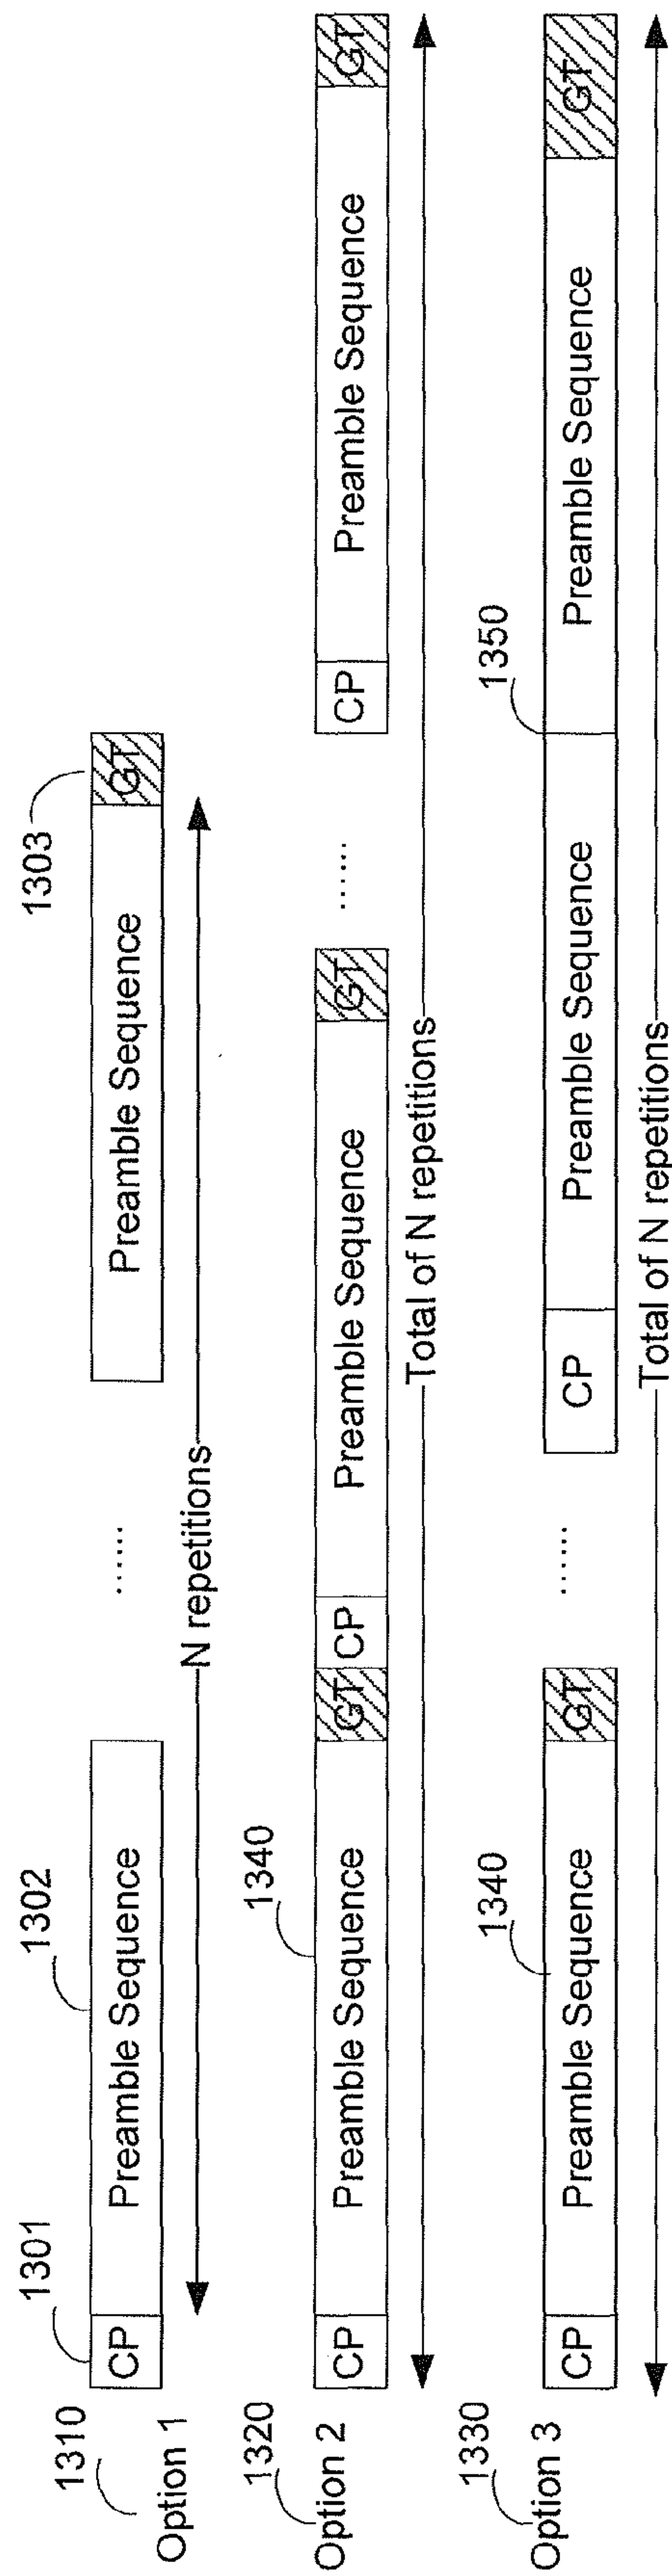 1310
Option 1
1301
1302
1303
CP
Preamble Sequence
......
Preamble Sequence
GT
N repetitions
1320
Option 2
1340
CP
Preamble Sequence
GT
CP
Preamble Sequence
GT
......
CP
Preamble Sequence
GT
Total of N repetitions
1330
Option 3
1340
1350
CP
Preamble Sequence
GT
......
CP
Preamble Sequence
Preamble Sequence
GT
Total of N repetitions